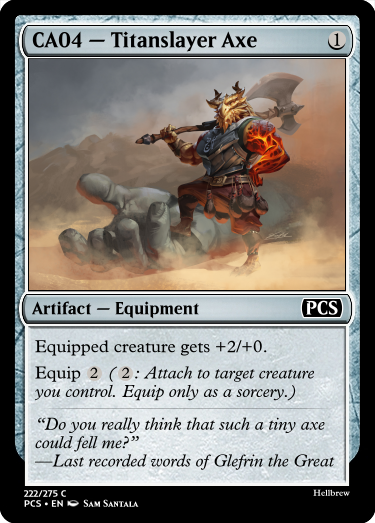 CA04 — Titanslayer Axe 1
Artifact — Equipment PCS
Equipped creature gets +2/+0.
Equip 2 ( 2 : Attach to target creature
you control. Equip only as a sorcery.)
“Do you really think that such a tiny axe
could fell me?”
—Last recorded words of Glefrin the Great
222/275 C Hellbrew
PCS • EN Sam Santala